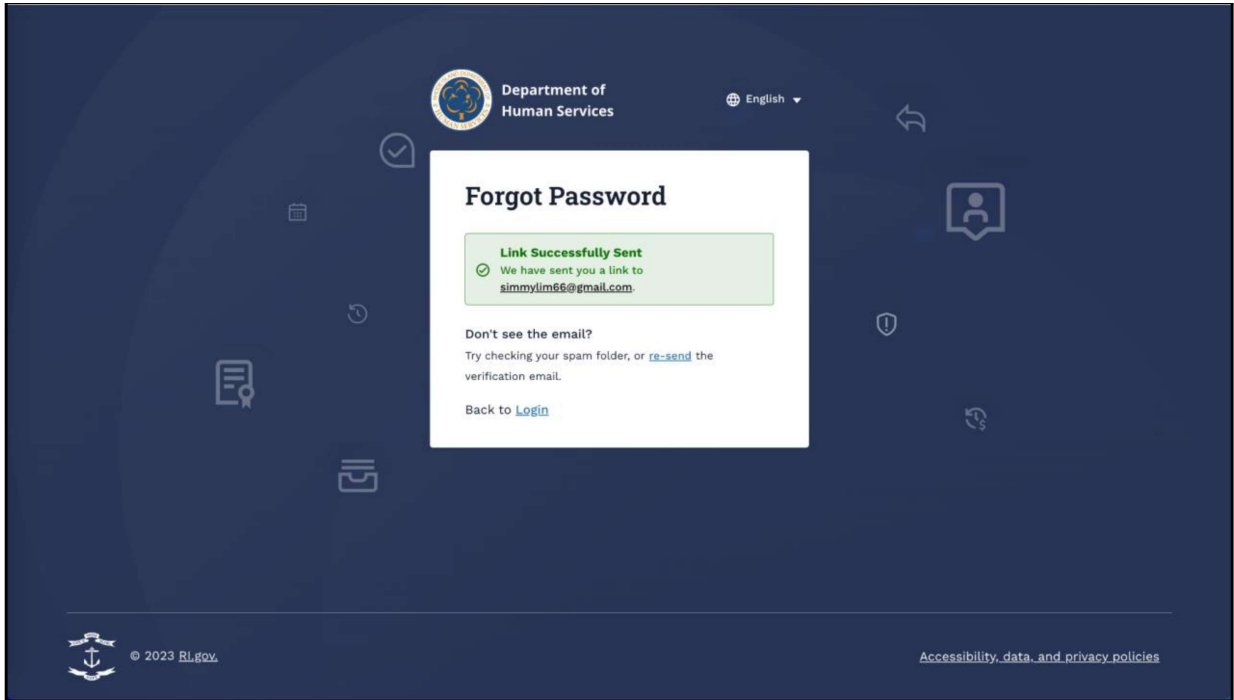 Department of
Human Services
English
Forgot Password
Link Successfully Sent
We have sent you a link to
simmylim66@gmail.com.
Don't see the email?
Try checking your spam folder, or re-send the
verification email.
Back to Login
© 2023 RI.gov.
Accessibility, data, and privacy policies